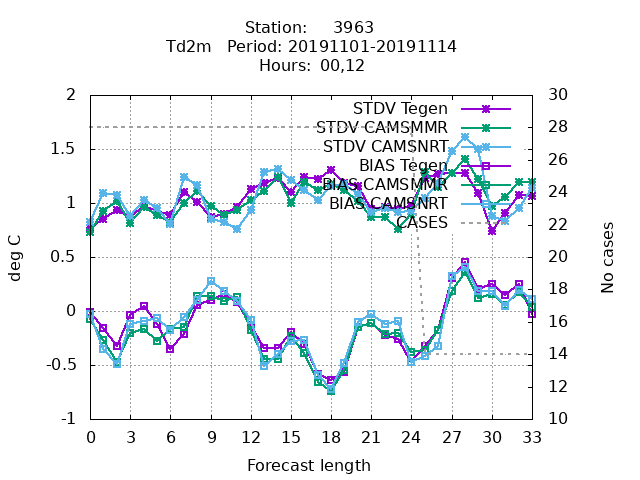 Station: 3963
Td2m Period: 20191101-20191114
Hours: 00,12
2
1.5
1
0.5
0
-0.5
-1
deg C
30
28
26
24
22
20
18
16
14
12
10
No cases
STDV Tegen
STDV CAMSMMR
STDV CAMSNRT
BIAS Tegen
BIAS CAMSMMR
BIAS CAMSNRT
CASES
0 3 6 9 12 15 18 21 24 27 30 33
Forecast length